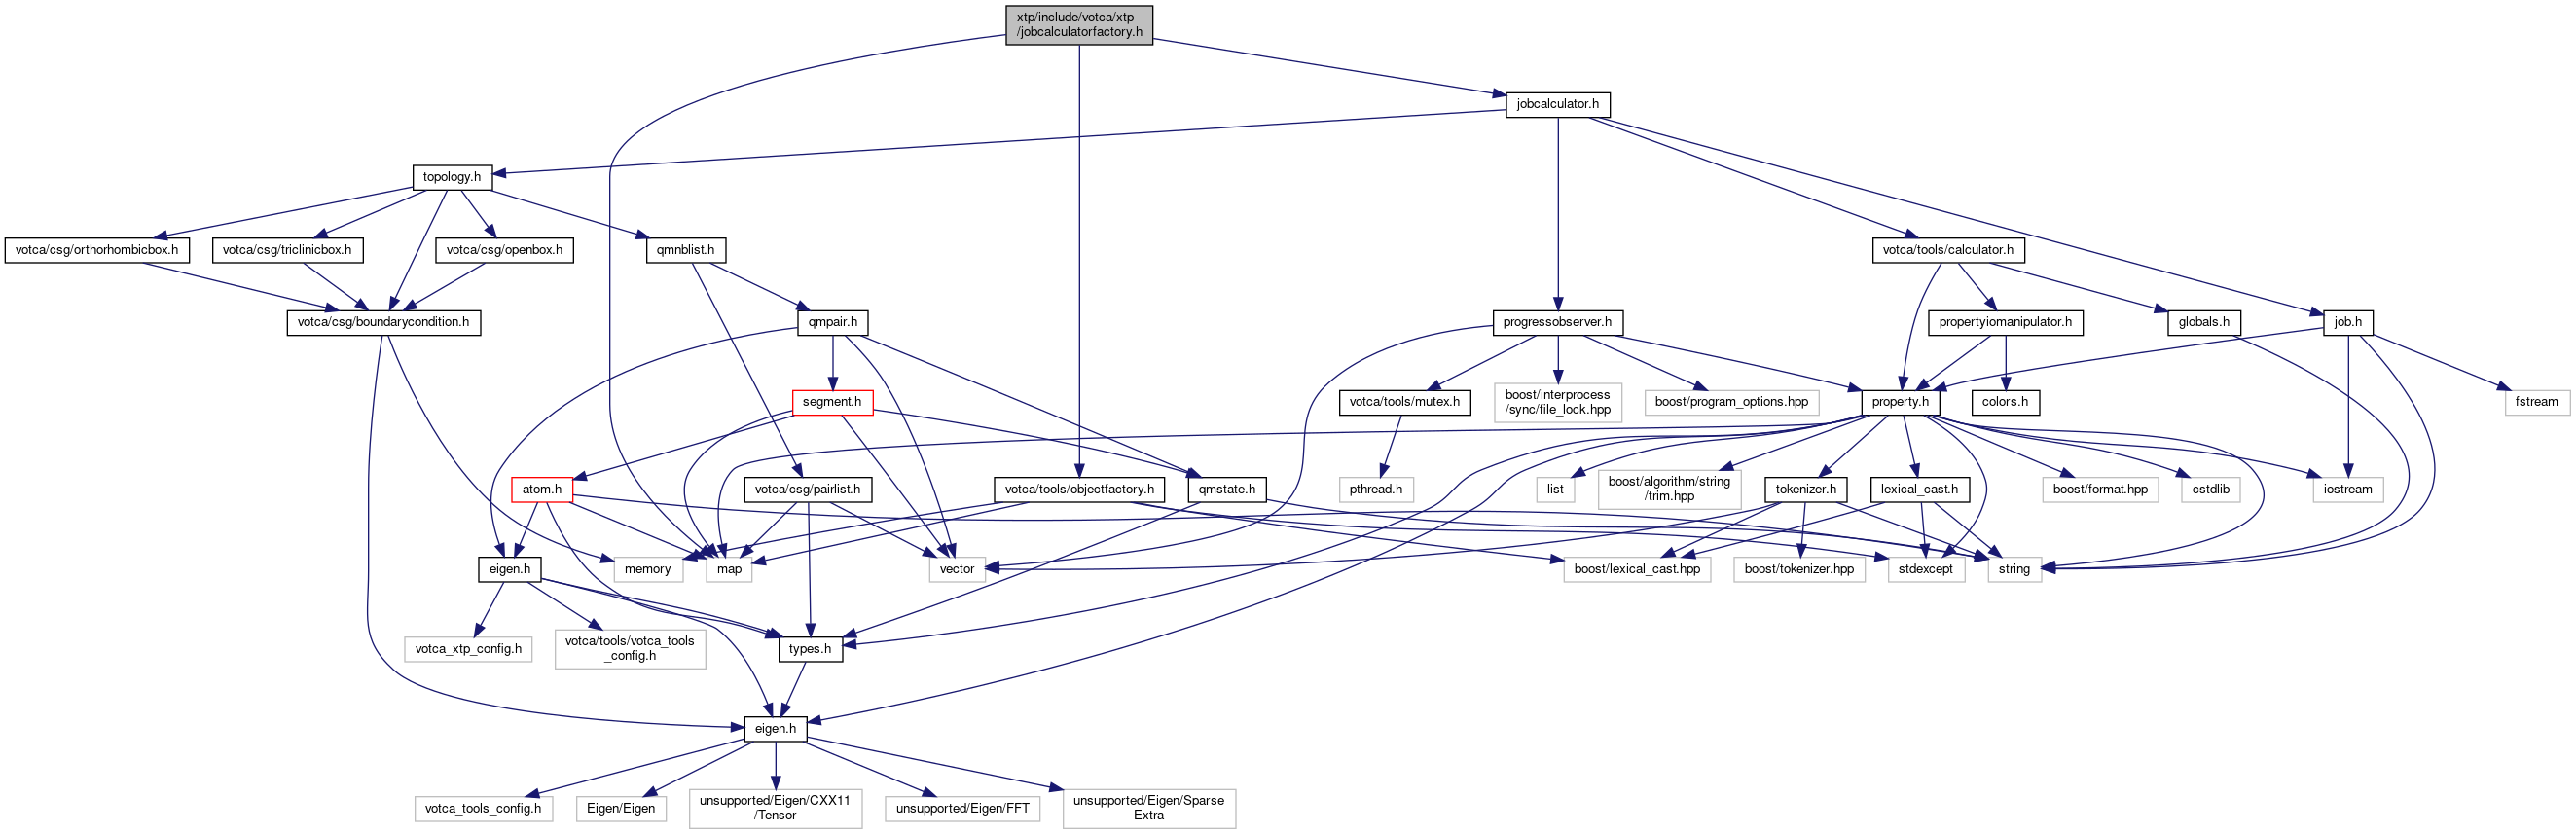 xtp/include/votca/xtp
/jobcalculatorfactory.h
jobcalculator.h
topology.h
votca/csg/orthorhombicbox.h
votca/csg/triclinicbox.h
votca/csg/openbox.h
qmnblist.h
votca/tools/calculator.h
votca/csg/boundarycondition.h
qmpair.h
progressobserver.h
propertyiomanipulator.h
globals.h
job.h
segment.h
votca/tools/mutex.h
boost/interprocess
/sync/file_lock.hpp
boost/program_options.hpp
property.h
colors.h
fstream
atom.h
votca/csg/pairlist.h
votca/tools/objectfactory.h
qmstate.h
pthread.h
list
boost/algorithm/string
/trim.hpp
tokenizer.h
lexical_cast.h
boost/format.hpp
cstdlib
iostream
eigen.h
memory
map
vector
boost/lexical_cast.hpp
boost/tokenizer.hpp
stdexcept
string
votca_xtp_config.h
votca/tools/votca_tools
_config.h
types.h
eigen.h
votca_tools_config.h
Eigen/Eigen
unsupported/Eigen/CXX11
/Tensor
unsupported/Eigen/FFT
unsupported/Eigen/Sparse
Extra